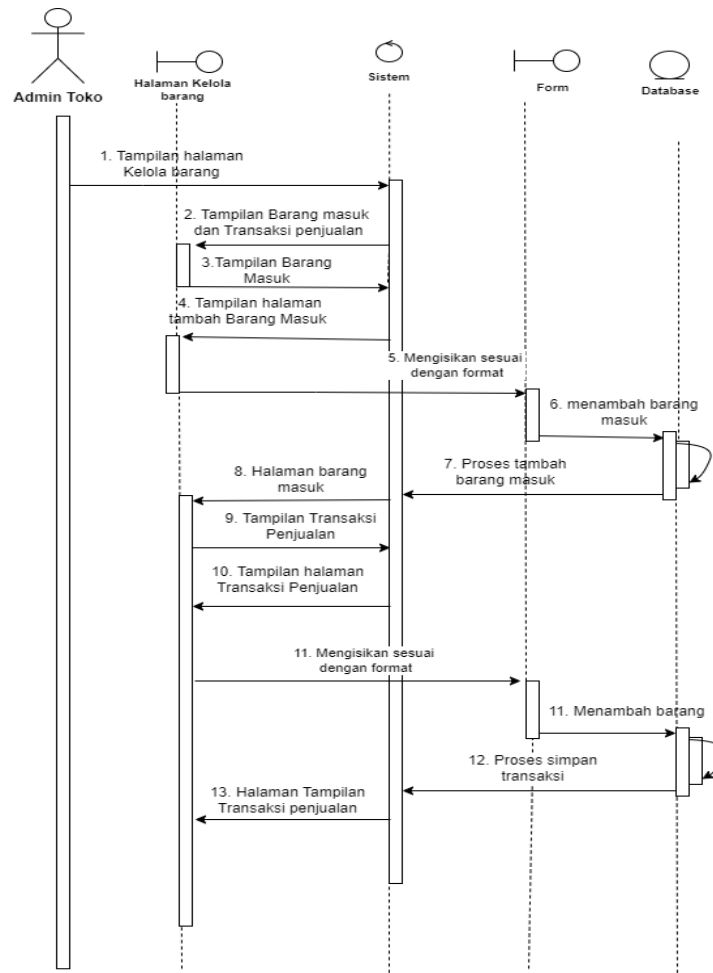 Admin Toko
Halaman Kelola
barang
Sistem
Form
Database
1. Tampilan halaman
Kelola barang
2. Tampilan Barang masuk
dan Transaksi penjualan
3.Tampilan Barang
Masuk
4. Tampilan halaman
tambah Barang Masuk
5. Mengisikan sesuai
dengan format
6. menambah barang
masuk
7. Proses tambah
barang masuk
8. Halaman barang
masuk
9. Tampilan Transaksi
Penjualan
10. Tampilan halaman
Transaksi Penjualan
11. Mengisikan sesuai
dengan format
11. Menambah barang
12. Proses simpan
transaksi
13. Halaman Tampilan
Transaksi penjualan